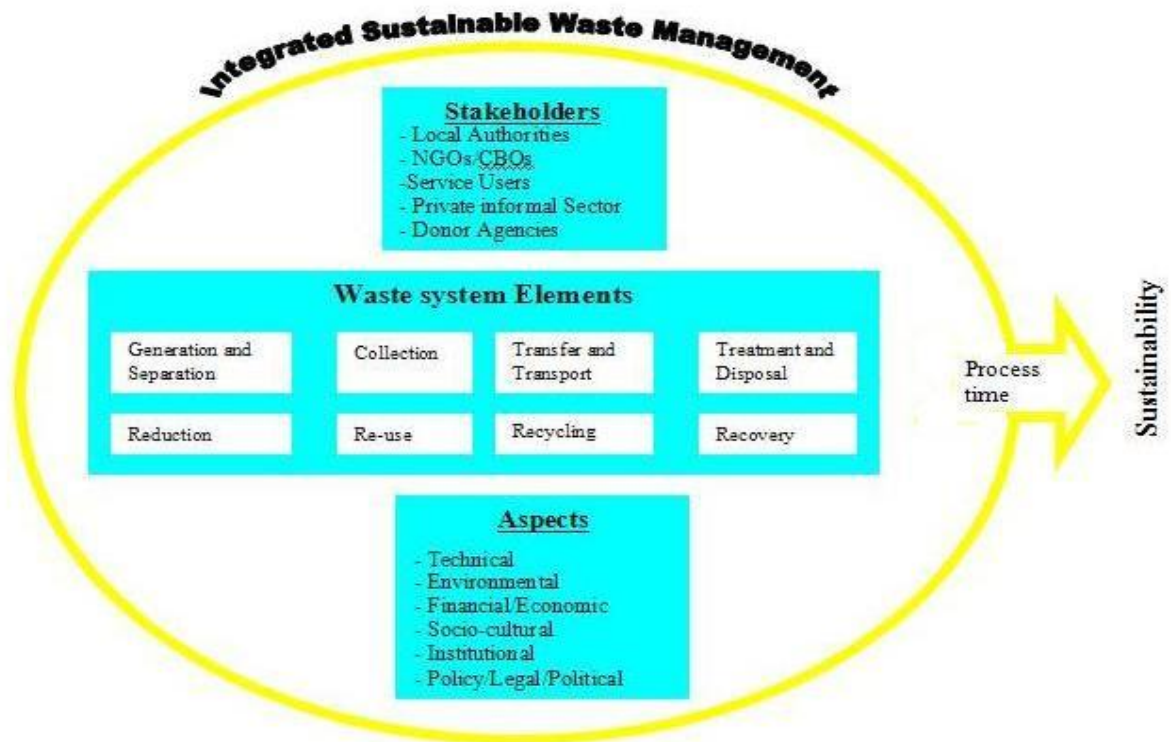 Integrated Sustainable Waste Management
Stakeholders
- Local Authorities
- NGOs/CBOs
-Service Users
- Private informal Sector
- Donor Agencies
Waste system Elements
Generation and
Separation
Collection
Transfer and
Transport
Treatment and
Disposal
Reduction
Re-use
Recycling
Recovery
Process
time
Sustainability
Aspects
- Technical
- Environmental
- Financial/Economic
- Socio-cultural
- Institutional
- Policy/Legal/Political